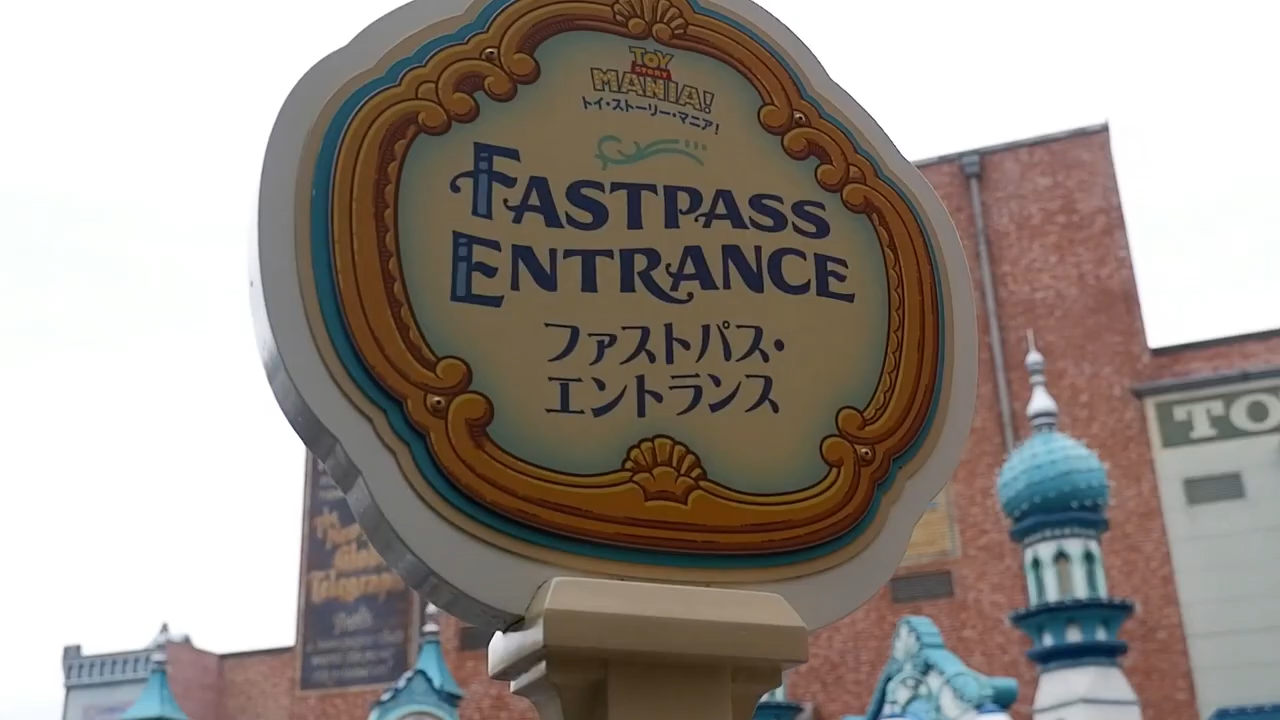 TOY
STORY
MANIA!
トイ・ストーリー・マニア!
FASTPASS
ENTRANCE
ファストパス・
エントランス
TO
Telegraph